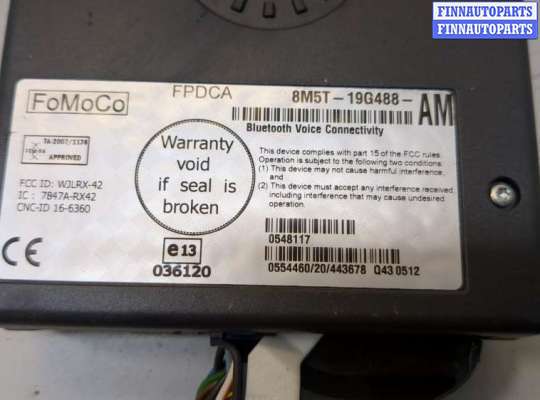 FINNAUTOPARTS
FINNAUTOPARTS
FINNAUTOPARTS
FoMoCo
FPDCA
8M5T-19G488-AM
Bluetooth Voice Connectivity
TA-2007/1178
APPROVED
Warranty
void
if seal is
broken
This device complies with part 15 of the FCC rules.
Operation is subject to the following two conditions:
(1) This device may not cause harmful interference,
and
(2) This device must accept any interference received,
including interference that may cause undesired
operation.
FCC ID: WJLRX-42
IC : 7847A-RX42
CNC-ID 16-6360
CE
e13
036120
0548117
0554460/20/443678 Q43 0512